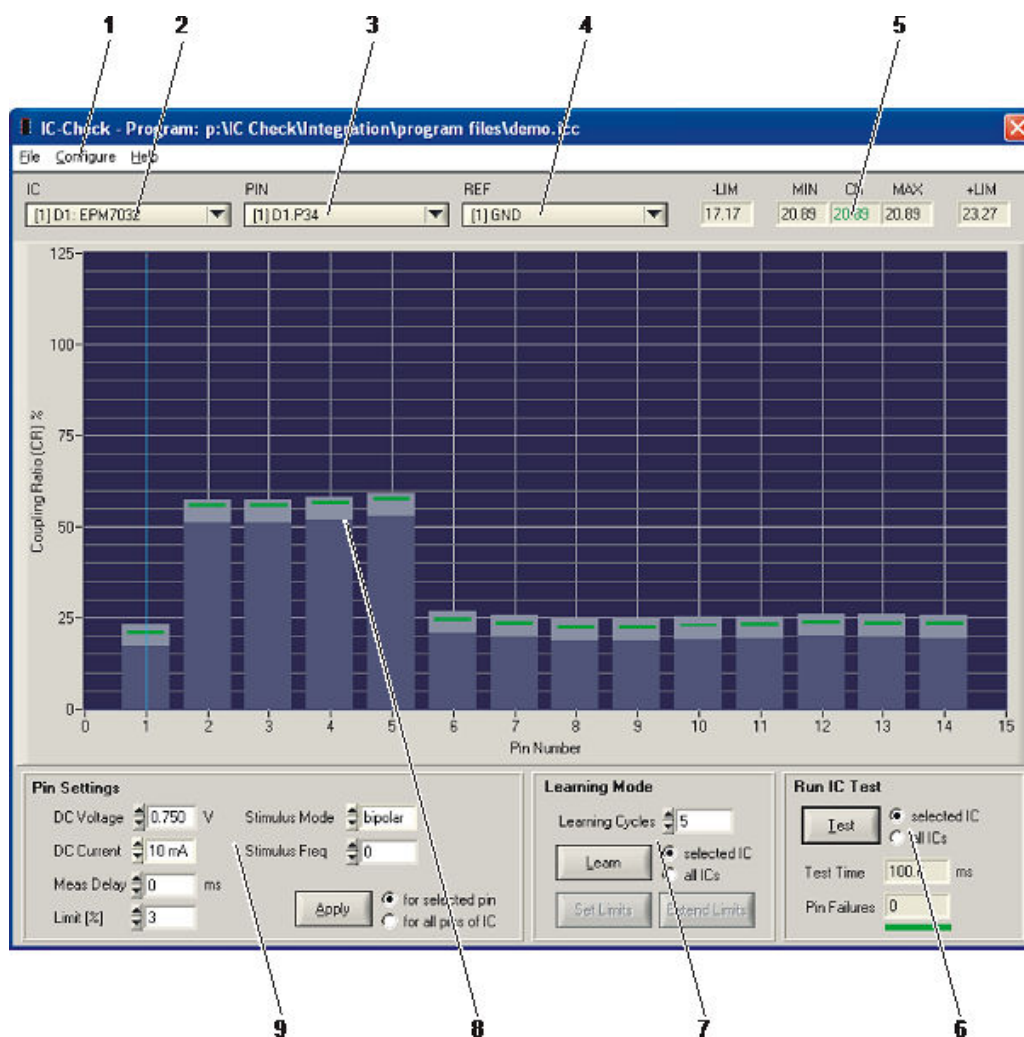 1 2 3 4 5
IC-Check - Program: p:\IC Check\Integration\program files\demo.icc
File Configure Help
IC PIN REF -LIM MIN CR MAX +LIM
[1] D1: EPM7032 [1] D1.P34 [1] GND 17.17 20.89 20.89 20.89 23.27
125
100
75
50
25
0
Coupling Ratio (CR) %
0 1 2 3 4 5 6 7 8 9 10 11 12 13 14 15
Pin Number
Pin Settings
DC Voltage 0.750 V Stimulus Mode bipolar
DC Current 10 mA Stimulus Freq 0
Meas Delay 0 ms
Limit [%] 3
Apply for selected pin
for all pins of IC
Learning Mode
Learning Cycles 5
Learn selected IC
all ICs
Set Limits Extend Limits
Run IC Test
Test selected IC
all ICs
Test Time ms
Pin Failures 0
9 8 7 6